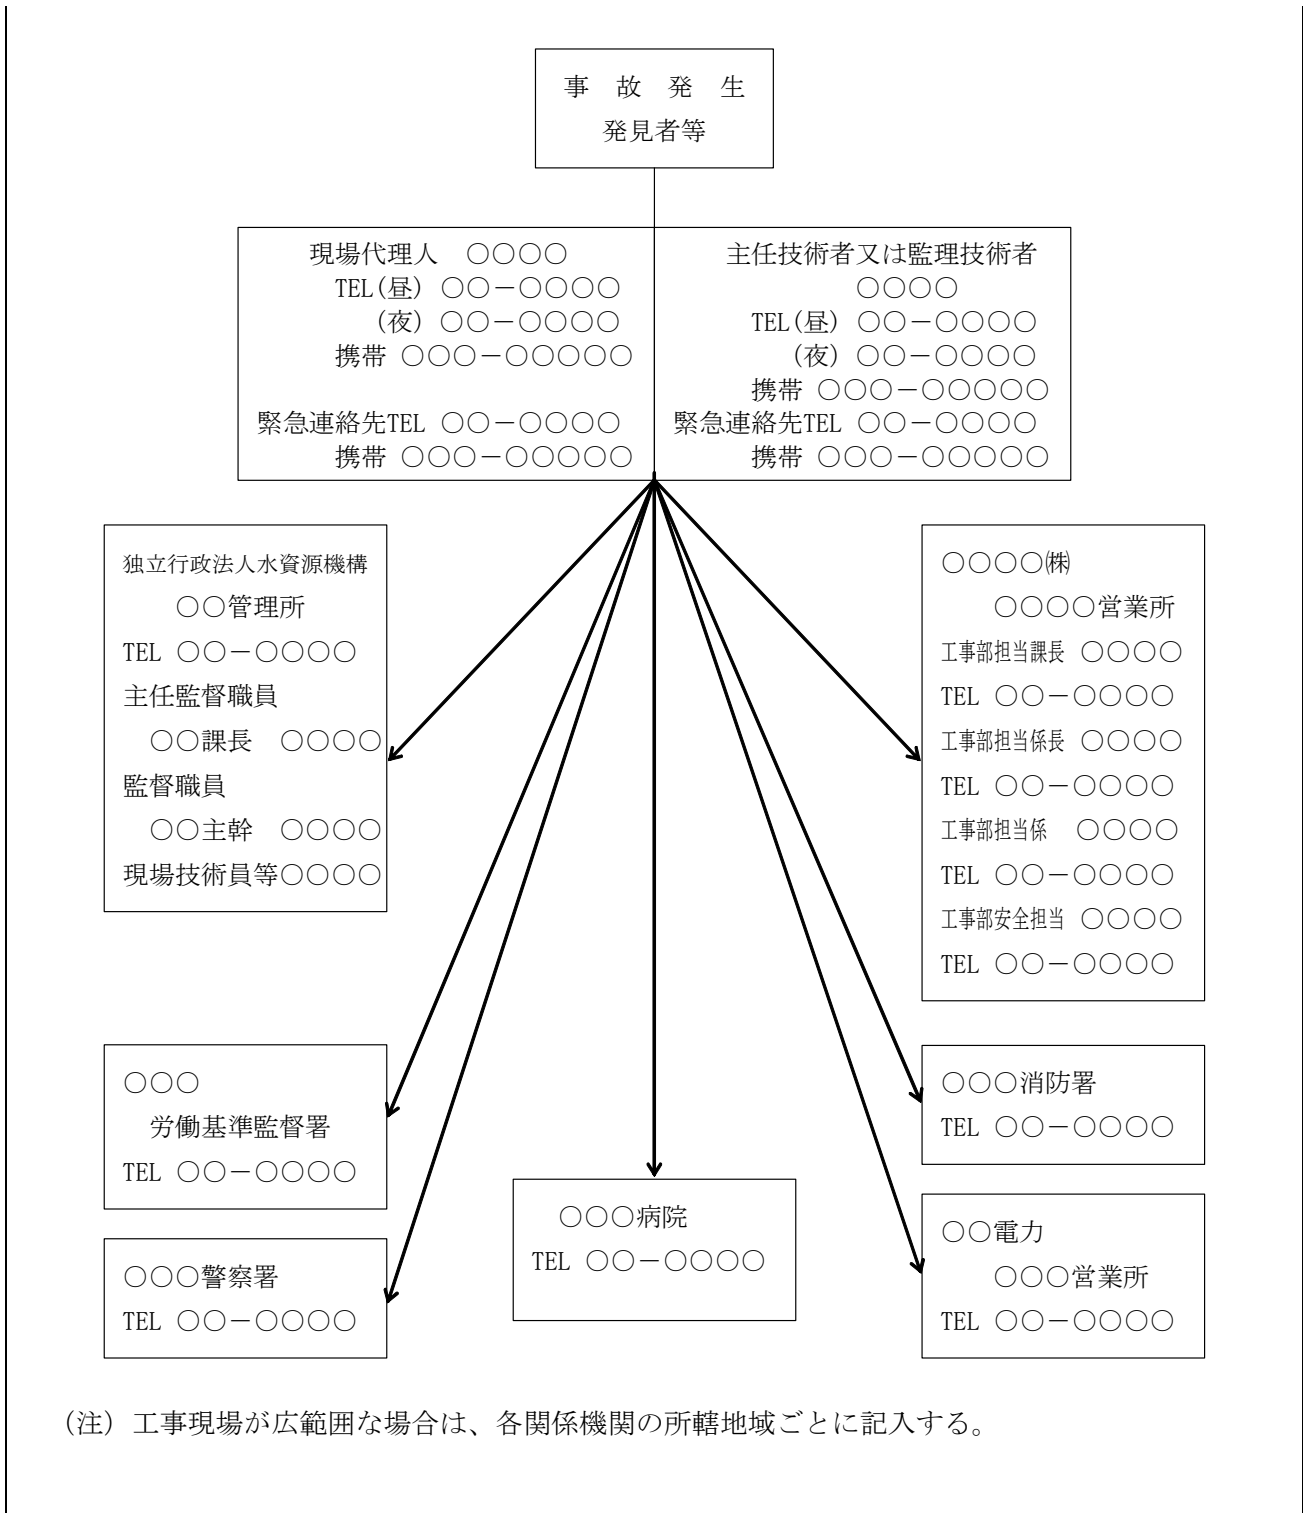 事　故　発　生
発見者等
現場代理人　○○○○
TEL(昼) ○○－○○○○
(夜) ○○－○○○○
携帯 ○○○－○○○○○
緊急連絡先TEL ○○－○○○○
携帯 ○○○－○○○○○
主任技術者又は監理技術者
○○○○
TEL(昼) ○○－○○○○
(夜) ○○－○○○○
携帯 ○○○－○○○○○
緊急連絡先TEL ○○－○○○○
携帯 ○○○－○○○○○
独立行政法人水資源機構
○○管理所
TEL ○○－○○○○
主任監督職員
○○課長　○○○○
監督職員
○○主幹　○○○○
現場技術員等○○○○
○○○○㈱
○○○○営業所
工事部担当課長 ○○○○
TEL ○○－○○○○
工事部担当係長 ○○○○
TEL ○○－○○○○
工事部担当係　○○○○
TEL ○○－○○○○
工事部安全担当 ○○○○
TEL ○○－○○○○
○○○
労働基準監督署
TEL ○○－○○○○
○○○警察署
TEL ○○－○○○○
○○○病院
TEL ○○－○○○○
○○○消防署
TEL ○○－○○○○
○○電力
○○○営業所
TEL ○○－○○○○
（注）工事現場が広範囲な場合は、各関係機関の所轄地域ごとに記入する。